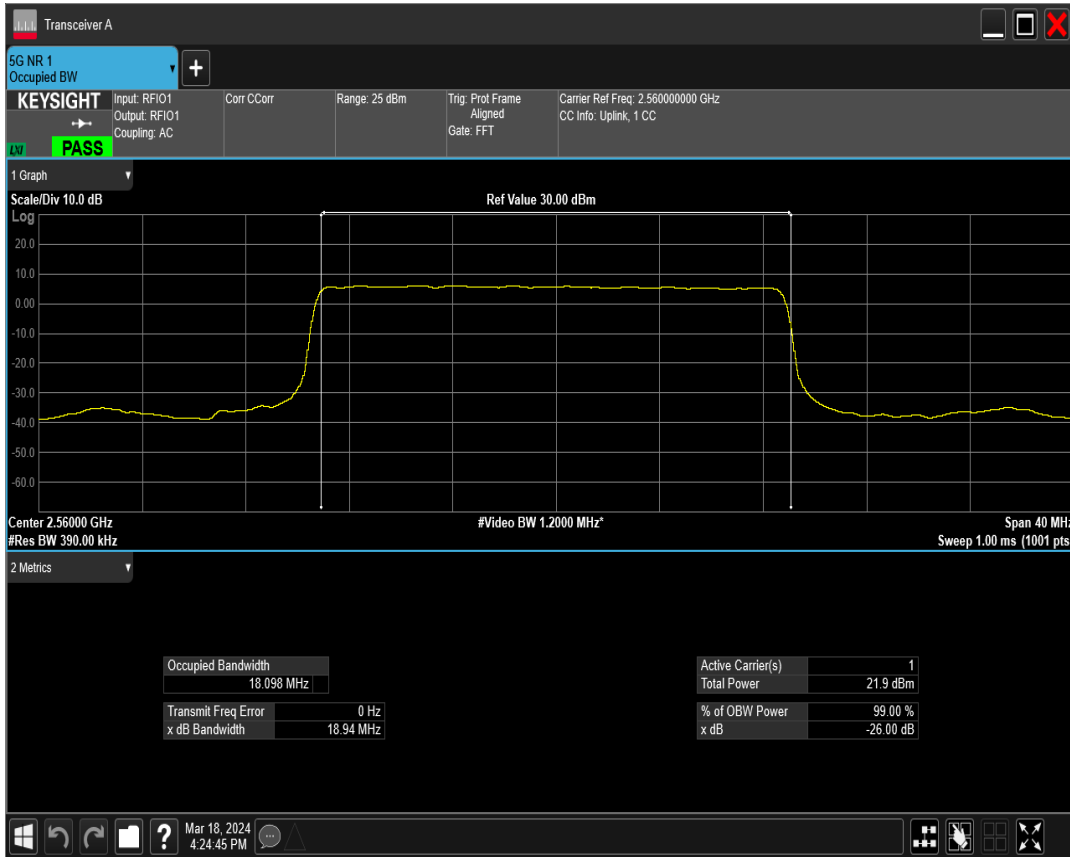 Transceiver A
5G NR 1
Occupied BW
KEYSIGHT
LXI
PASS
Input: RFIO1
Output: RFIO1
Coupling: AC
Corr CCorr
Range: 25 dBm
Trig: Prot Frame
Aligned
Gate: FFT
Carrier Ref Freq: 2.560000000 GHz
CC Info: Uplink, 1 CC
1 Graph
Scale/Div 10.0 dB
Ref Value 30.00 dBm
Log
20.0
10.0
0.00
-10.0
-20.0
-30.0
-40.0
-50.0
-60.0
Center 2.56000 GHz
#Video BW 1.2000 MHz*
Span 40 MHz
#Res BW 390.00 kHz
Sweep 1.00 ms (1001 pts
2 Metrics
Occupied Bandwidth
18.098 MHz
Transmit Freq Error 0 Hz
x dB Bandwidth 18.94 MHz
Active Carrier(s) 1
Total Power 21.9 dBm
% of OBW Power 99.00 %
x dB -26.00 dB
?
Mar 18, 2024
4:24:45 PM